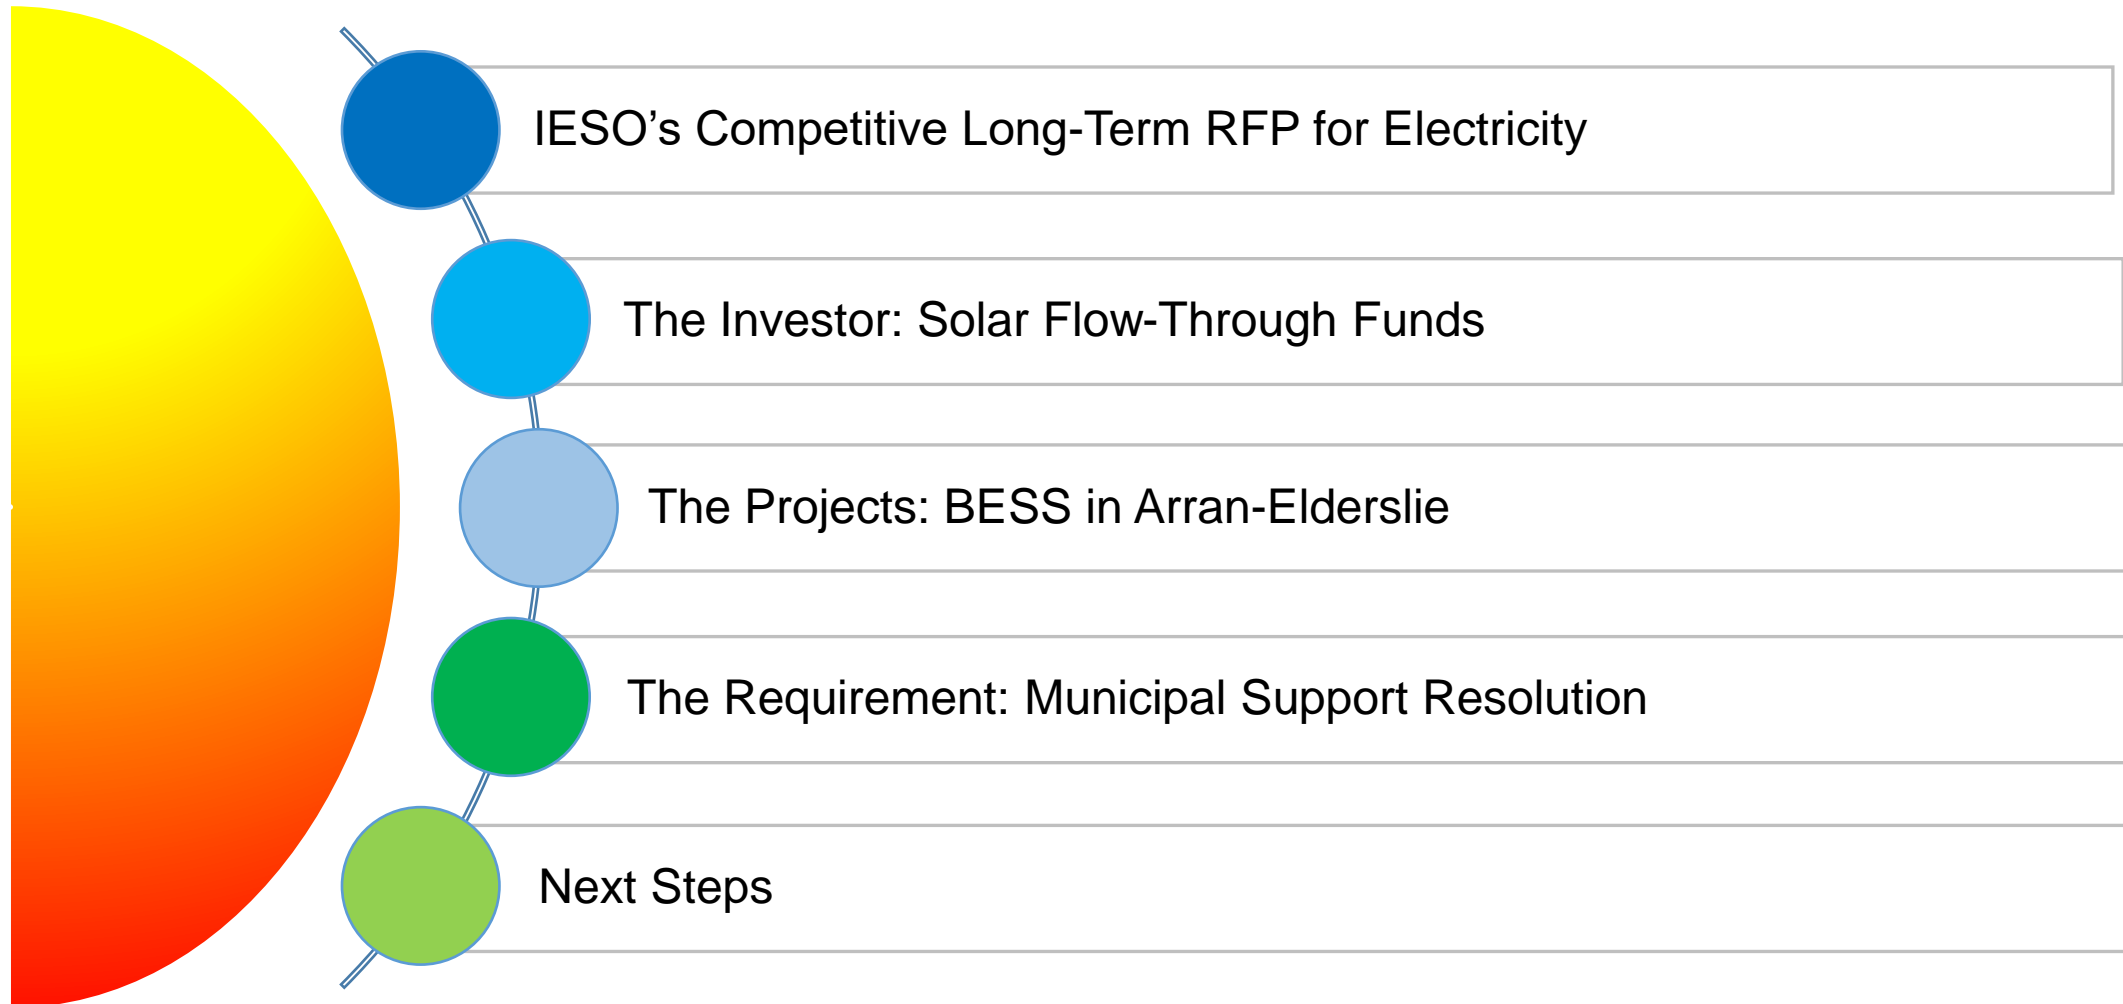 IESO’s Competitive Long-Term RFP for Electricity
The Investor: Solar Flow-Through Funds
The Projects: BESS in Arran-Elderslie
The Requirement: Municipal Support Resolution
Next Steps